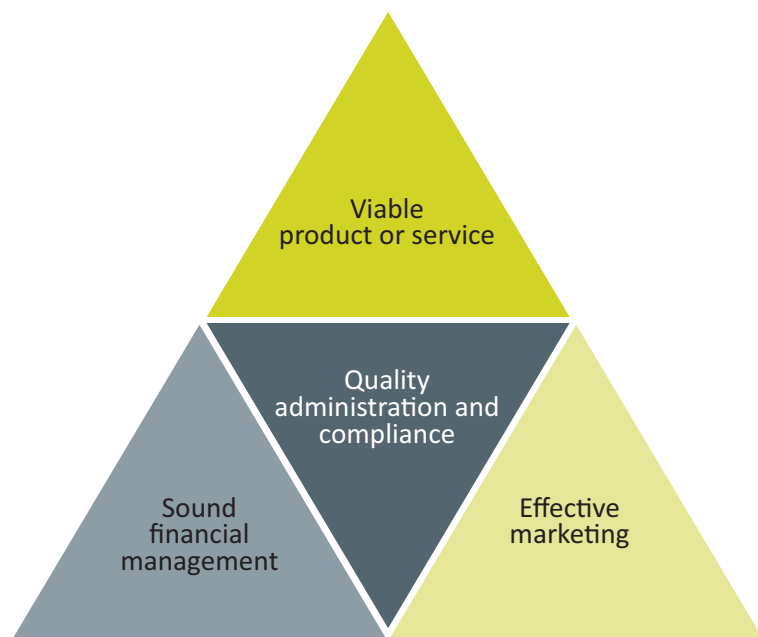 Viable
product or service
Quality
administration and
compliance
Sound
financial
management
Effective
marketing